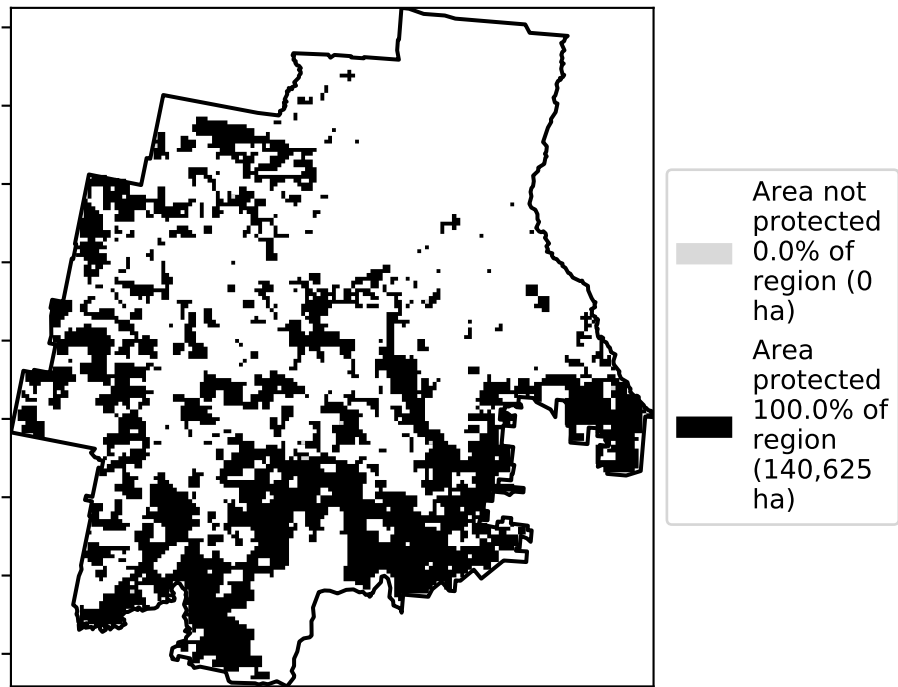 Area not
protected
0.0% of
region (0
ha)
Area
protected
100.0% of
region
(140,625
ha)